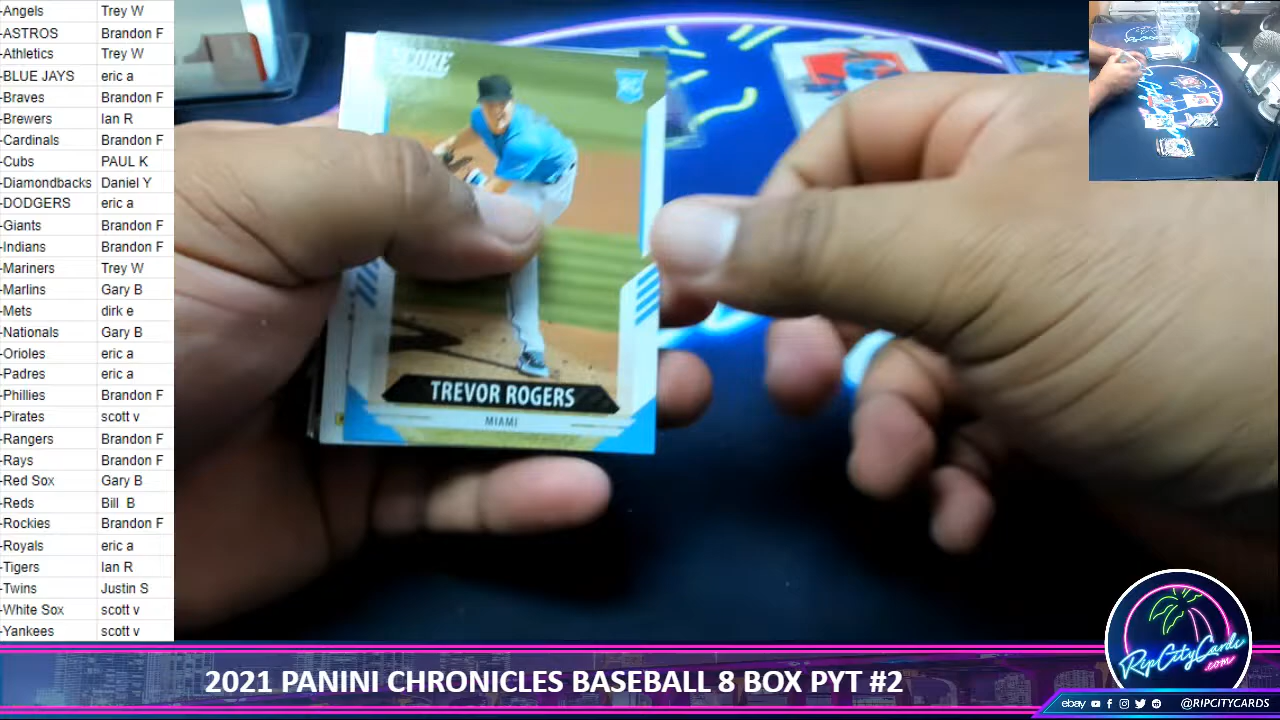 -Angels Trey W
-ASTROS Brandon F
-Athletics Trey W
-BLUE JAYS eric a
-Braves Brandon F
-Brewers Ian R
-Cardinals Brandon F
-Cubs PAUL K
-Diamondbacks Daniel Y
-DODGERS eric a
-Giants Brandon F
-Indians Brandon F
-Mariners Trey W
-Marlins Gary B
-Mets dirk e
-Nationals Gary B
-Orioles eric a
-Padres eric a
-Phillies Brandon F
-Pirates scott v
-Rangers Brandon F
-Rays Brandon F
-Red Sox Gary B
-Reds Bill B
-Rockies Brandon F
-Royals eric a
-Tigers Ian R
-Twins Justin S
-White Sox scott v
-Yankees scott v
SCORE
RC
TREVOR ROGERS
MIAMI
RipCityCards
.com
2021 PANINI CHRONICLES BASEBALL 8 BOX PYT #2
ebay @RIPCITYCARDS